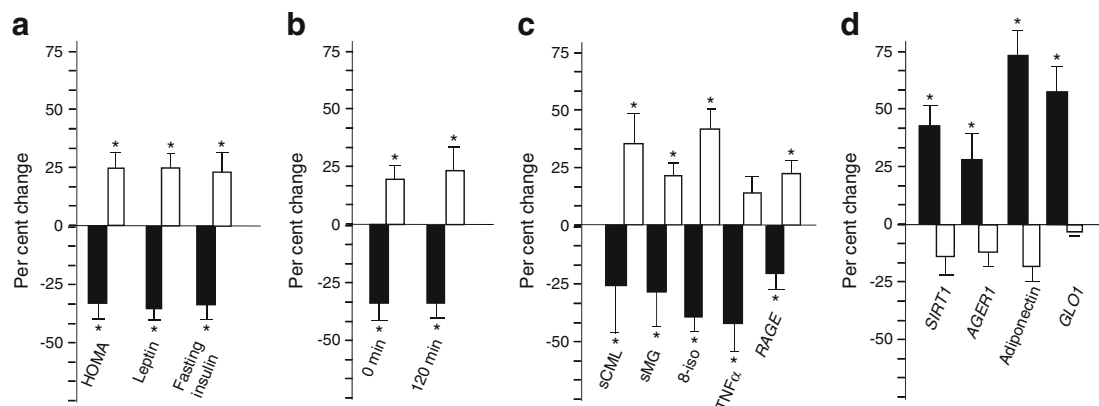 a
Per cent change
75
50
25
0
-25
-50
* * *
* * *
HOMA
Leptin
Fasting
insulin
b
Per cent change
75
50
25
0
-25
-50
* *
* *
0 min
120 min
c
Per cent change
75
50
25
0
-25
-50
* * * *
* * * * *
sCML
sMG
8-iso
TNFα
RAGE
d
Per cent change
75
50
25
0
-25
-50
* * * *
SIRT1
AGER1
Adiponectin
GLO1